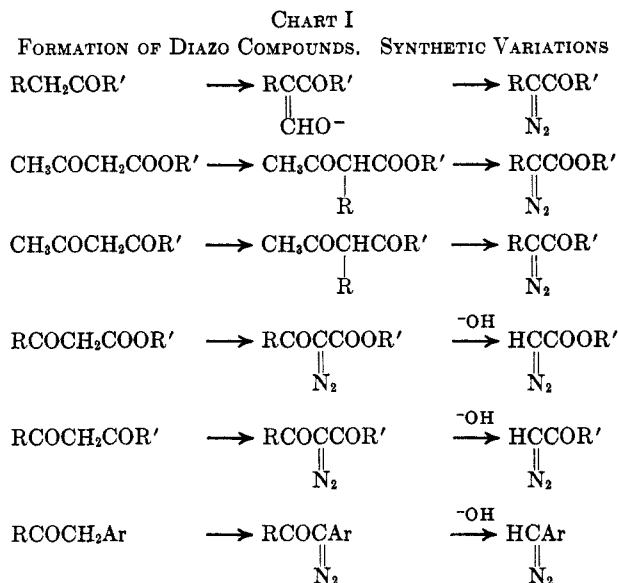 CHART I
FORMATION OF DIAZO COMPOUNDS. SYNTHETIC VARIATIONS
RCH₂COR' → RCCOR' → RCCOR'
CHO⁻ N₂
CH₃COCH₂COOR' → CH₃COCHCOOR' → RCCOOR'
R N₂
CH₃COCH₂COR' → CH₃COCHCOR' → RCCOR'
R N₂
⁻OH
RCOCH₂COOR' → RCOCCOOR' → HCCOOR'
N₂ N₂
⁻OH
RCOCH₂COR' → RCOCCOR' → HCCOR'
N₂ N₂
⁻OH
RCOCH₂Ar → RCOCAr → HCAr
N₂ N₂